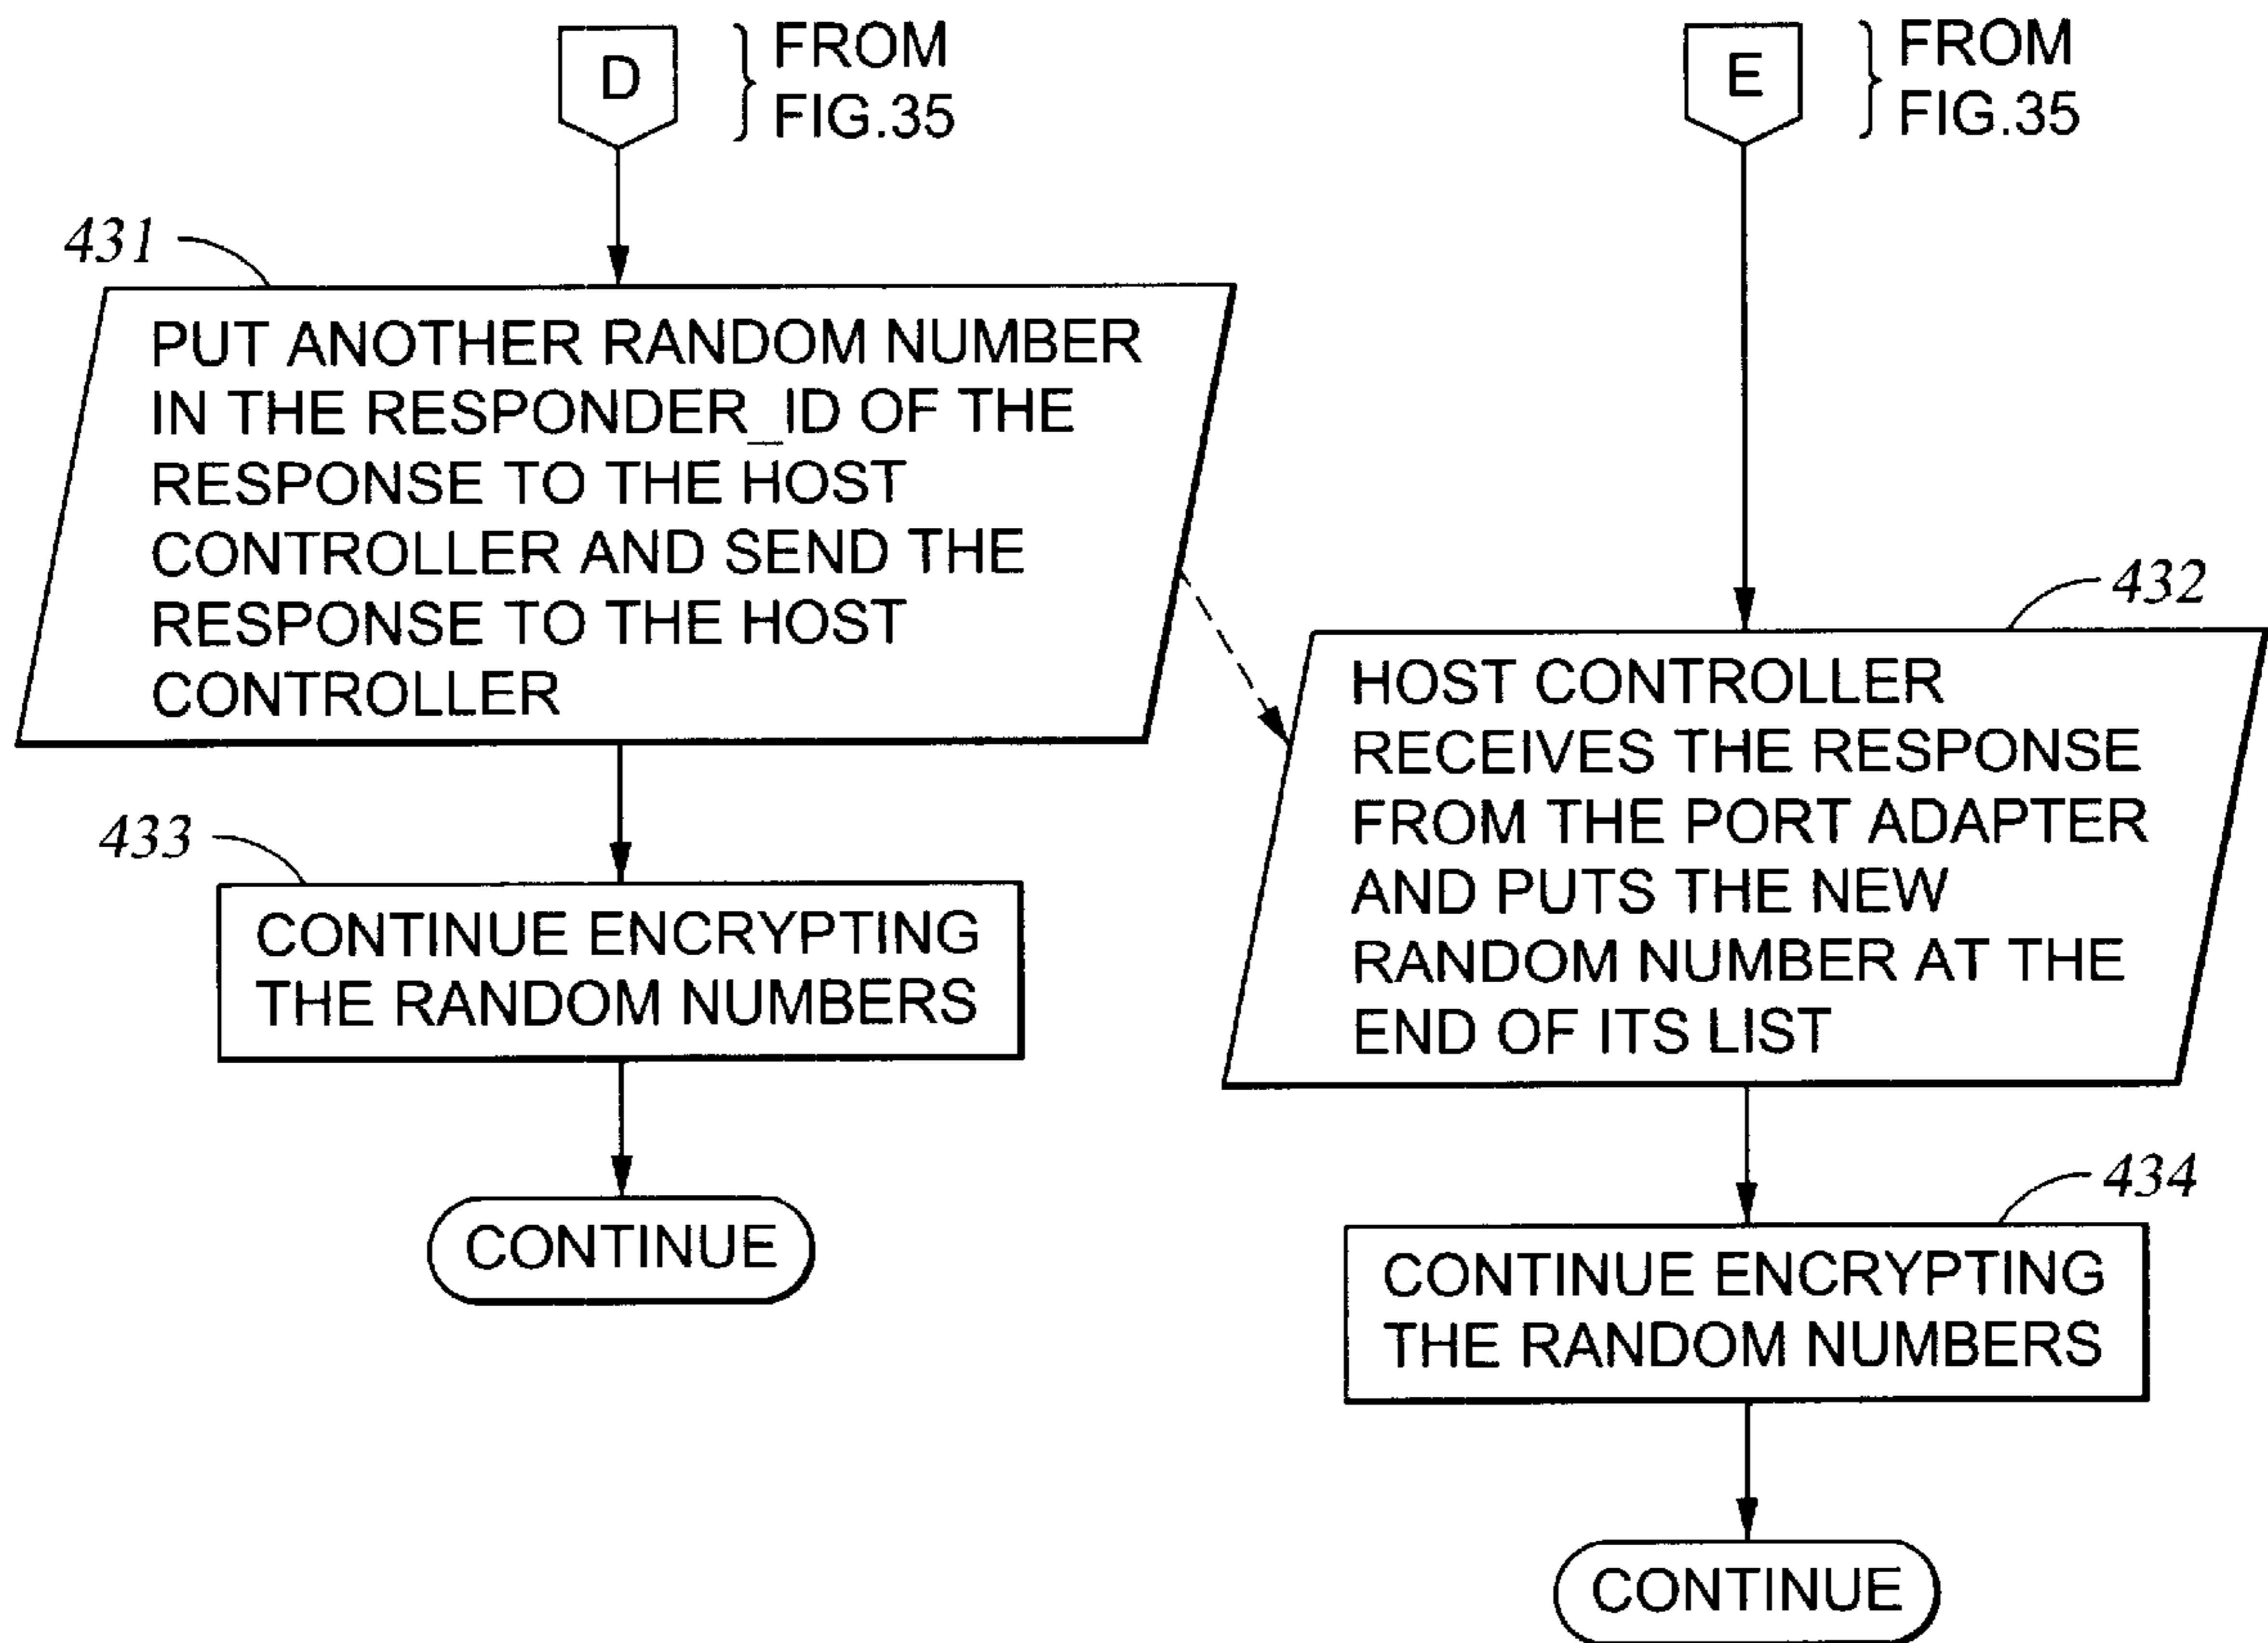 D
FROM
FIG.35
431
PUT ANOTHER RANDOM NUMBER
IN THE RESPONDER_ID OF THE
RESPONSE TO THE HOST
CONTROLLER AND SEND THE
RESPONSE TO THE HOST
CONTROLLER
433
CONTINUE ENCRYPTING
THE RANDOM NUMBERS
CONTINUE
E
FROM
FIG.35
432
HOST CONTROLLER
RECEIVES THE RESPONSE
FROM THE PORT ADAPTER
AND PUTS THE NEW
RANDOM NUMBER AT THE
END OF ITS LIST
434
CONTINUE ENCRYPTING
THE RANDOM NUMBERS
CONTINUE